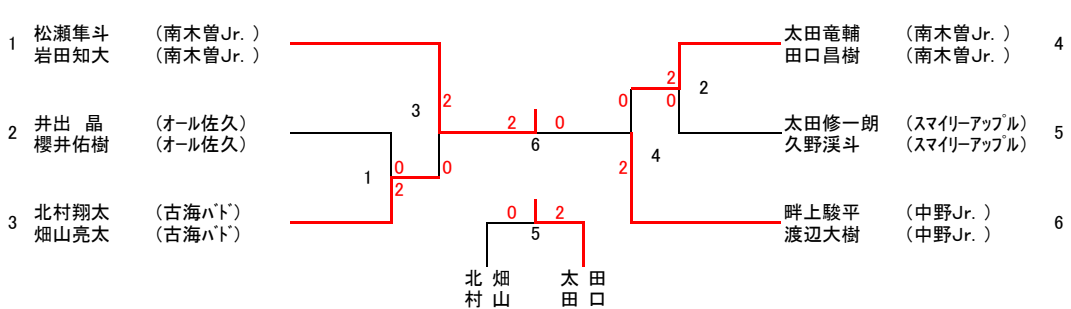 1 松瀬隼斗 （南木曽Jr. ）
岩田知大 （南木曽Jr. ）
2 井出 晶 （オール佐久）
櫻井佑樹 （オール佐久）
3 北村翔太 （古海ﾊﾞﾄﾞ）
畑山亮太 （古海ﾊﾞﾄﾞ）
太田竜輔 （南木曽Jr. ） 4
田口昌樹 （南木曽Jr. ）
太田修一朗 （ｽﾏｲﾘｰｱｯﾌﾟﾙ） 5
久野渓斗 （ｽﾏｲﾘｰｱｯﾌﾟﾙ）
畔上駿平 （中野Jr. ） 6
渡辺大樹 （中野Jr. ）
3
2
0
1
0
2
2
0
6
2
2
0
0
4
2
0
2
5
北村
畑山
太田
田口